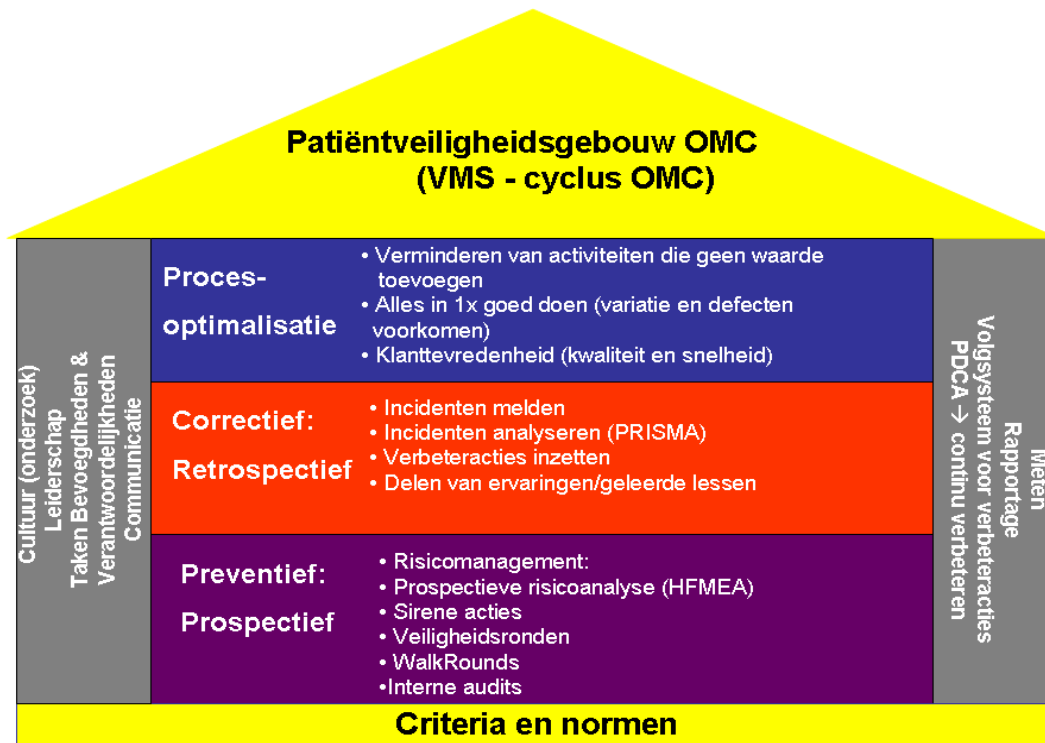 Patiëntveiligheidsgebouw OMC
(VMS - cyclus OMC)
Cultuur (onderzoek)
Leiderschap
Taken Bevoegdheden &
Verantwoordelijkheden
Communicatie
Proces-
optimalisatie
• Verminderen van activiteiten die geen waarde
toevoegen
• Alles in 1x goed doen (variatie en defecten
voorkomen)
• Klanttevredenheid (kwaliteit en snelheid)
Correctief:
Retrospectief
• Incidenten melden
• Incidenten analyseren (PRISMA)
• Verbeteracties inzetten
• Delen van ervaringen/geleerde lessen
Preventief:
Prospectief
• Risicomanagement:
• Prospectieve risicoanalyse (HFMEA)
• Sirene acties
• Veiligheidsronden
• WalkRounds
•Interne audits
Meten
Rapportage
Volgsysteem voor verbeteracties
PDCA → continu verbeteren
Criteria en normen